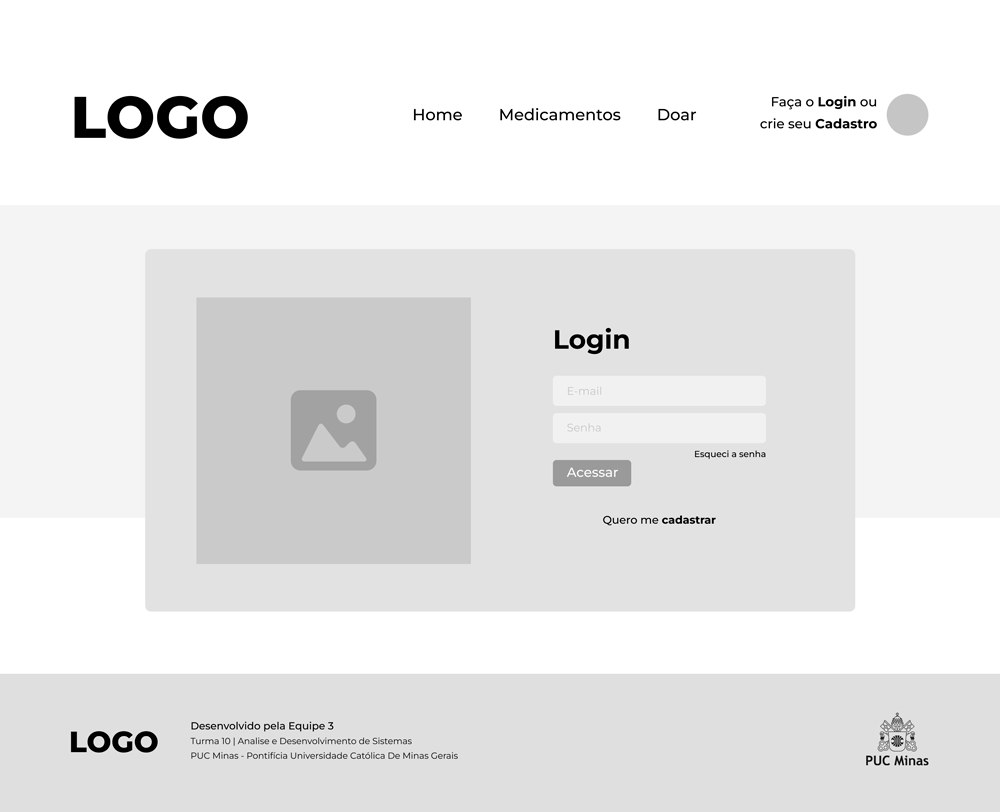 LOGO
Home
Medicamentos
Doar
Faça o Login ou
crie seu Cadastro
Login
E-mail
Senha
Esqueci a senha
Acessar
Quero me cadastrar
LOGO
Desenvolvido pela Equipe 3
Turma 10 | Analise e Desenvolvimento de Sistemas
PUC Minas - Pontifícia Universidade Católica De Minas Gerais
PUC Minas